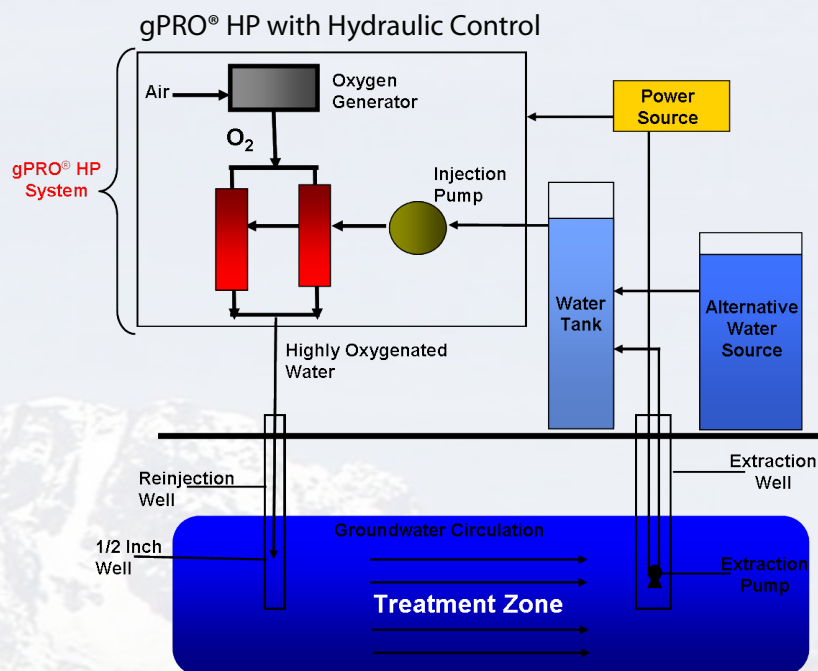 gPRO® HP with Hydraulic Control
Air
Oxygen
Generator
O₂
Power
Source
gPRO® HP
System
Injection
Pump
Water
Tank
Alternative
Water
Source
Highly Oxygenated
Water
Reinjection
Well
Extraction
Well
1/2 Inch
Well
Groundwater Circulation
Extraction
Pump
Treatment Zone